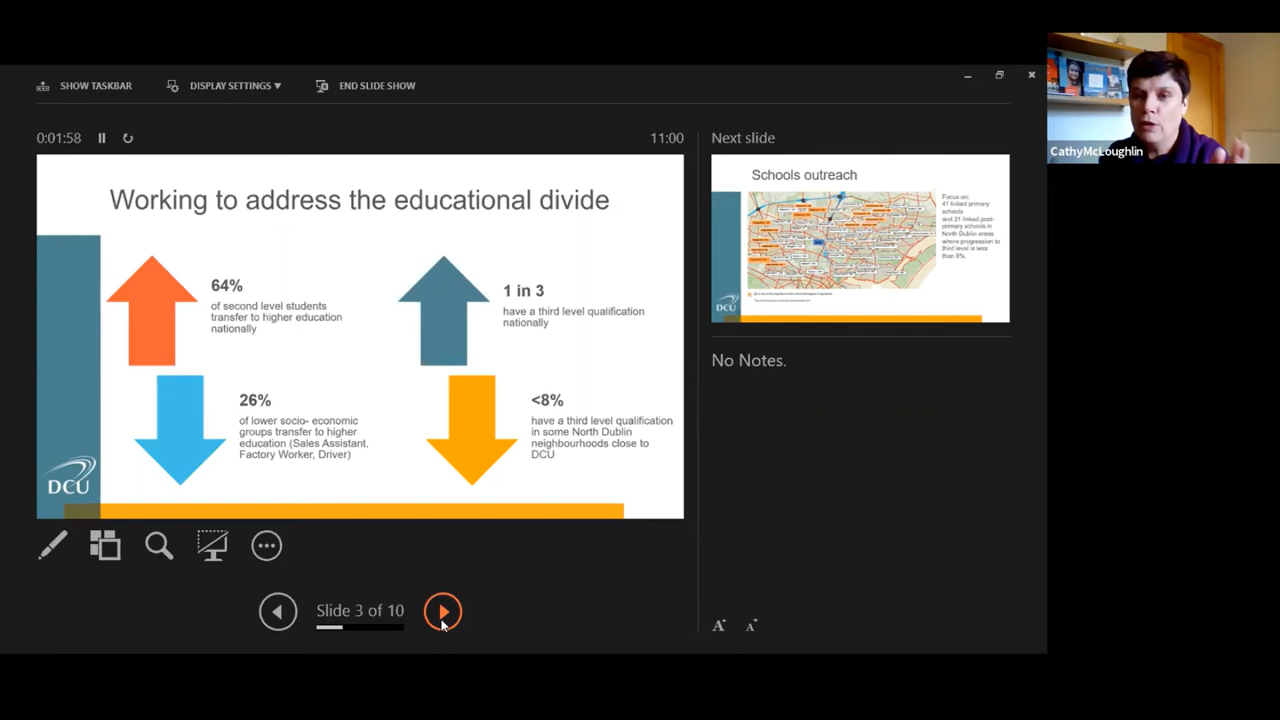 SHOW TASKBAR
DISPLAY SETTINGS
END SLIDE SHOW
0:01:58
11:00
Working to address the educational divide
64%
of second level students
transfer to higher education
nationally
1 in 3
have a third level qualification
nationally
26%
of lower socio- economic
groups transfer to higher
education (Sales Assistant,
Factory Worker, Driver)
<8%
have a third level qualification
in some North Dublin
neighbourhoods close to
DCU
DCU
Slide 3 of 10
Next slide
Schools outreach
Focus on:
41 linked primary
schools
and 21 linked post-
primary schools in
North Dublin areas
where progression to
third level is less
than 8%.
DCU
No Notes.
A
A
CathyMcLoughlin